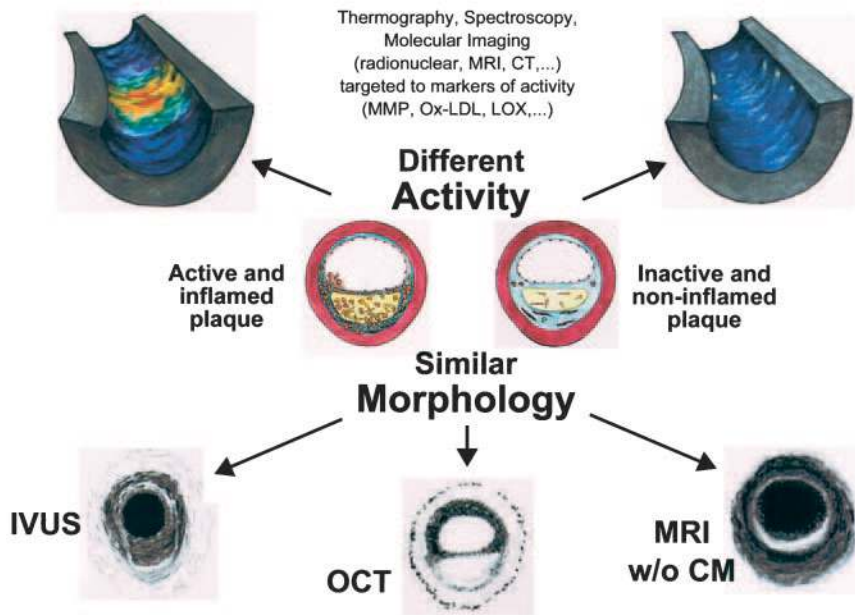 Thermography, Spectroscopy,
Molecular Imaging
(radionuclear, MRI, CT,...)
targeted to markers of activity
(MMP, Ox-LDL, LOX,...)
Different
Activity
Active and
inflamed
plaque
Inactive and
non-inflamed
plaque
Similar
Morphology
IVUS
OCT
MRI
w/o CM